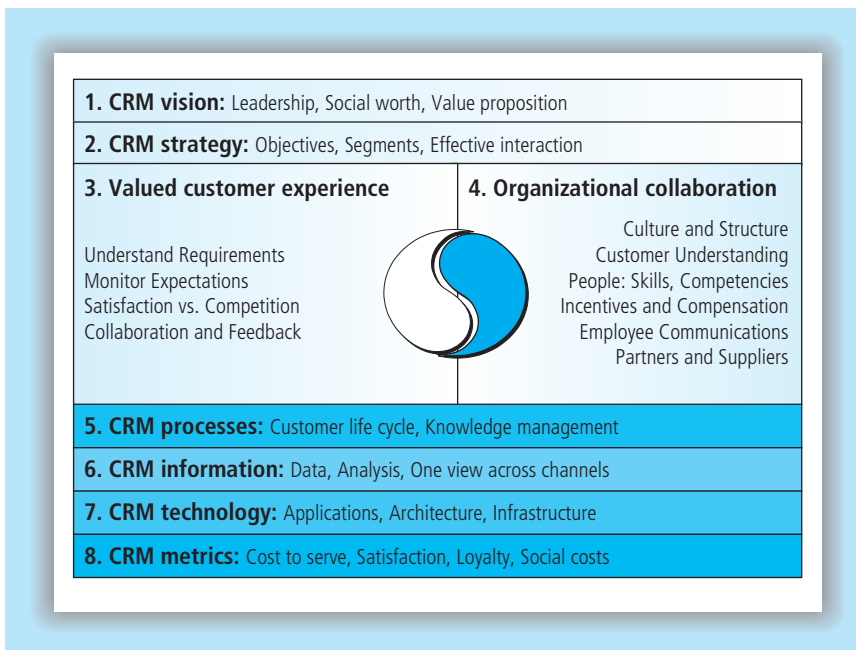 1. CRM vision: Leadership, Social worth, Value proposition
2. CRM strategy: Objectives, Segments, Effective interaction
3. Valued customer experience
Understand Requirements
Monitor Expectations
Satisfaction vs. Competition
Collaboration and Feedback
4. Organizational collaboration
Culture and Structure
Customer Understanding
People: Skills, Competencies
Incentives and Compensation
Employee Communications
Partners and Suppliers
5. CRM processes: Customer life cycle, Knowledge management
6. CRM information: Data, Analysis, One view across channels
7. CRM technology: Applications, Architecture, Infrastructure
8. CRM metrics: Cost to serve, Satisfaction, Loyalty, Social costs